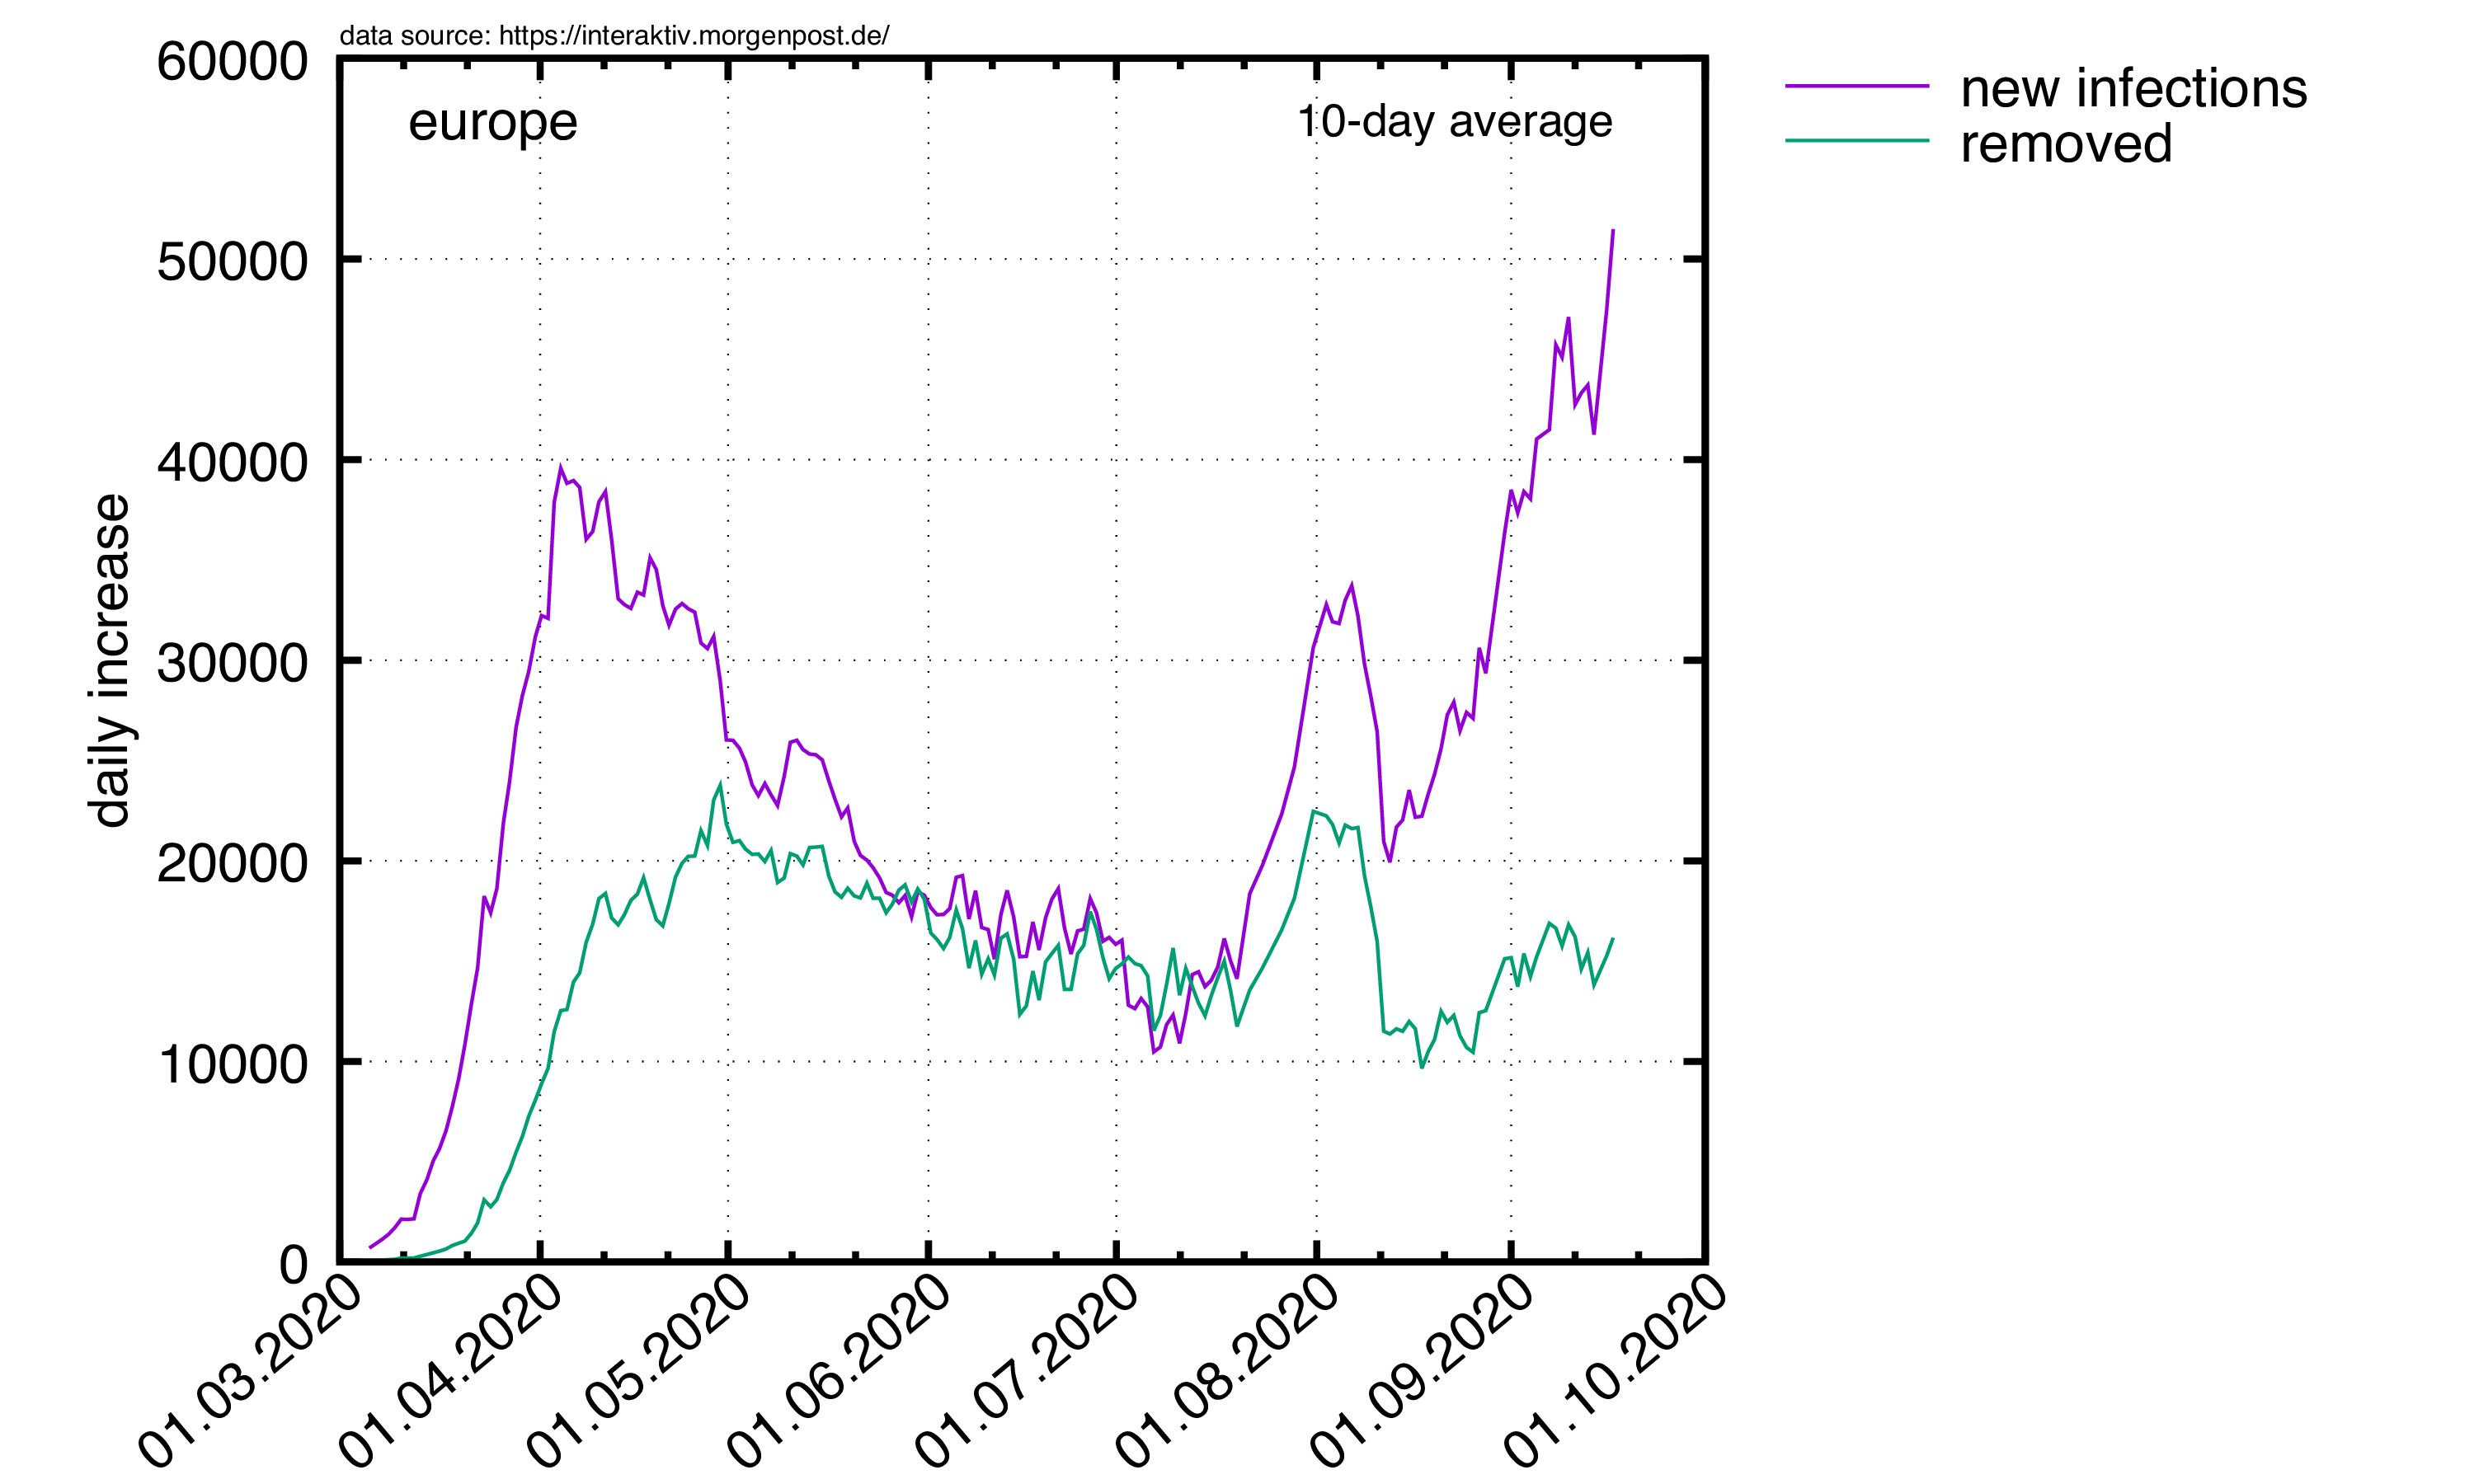 data source: https://interaktiv.morgenpost.de/
60000
50000
40000
30000
20000
10000
0
daily increase
europe
10-day average
new infections
removed
01.03.2020
01.04.2020
01.05.2020
01.06.2020
01.07.2020
01.08.2020
01.09.2020
01.10.2020